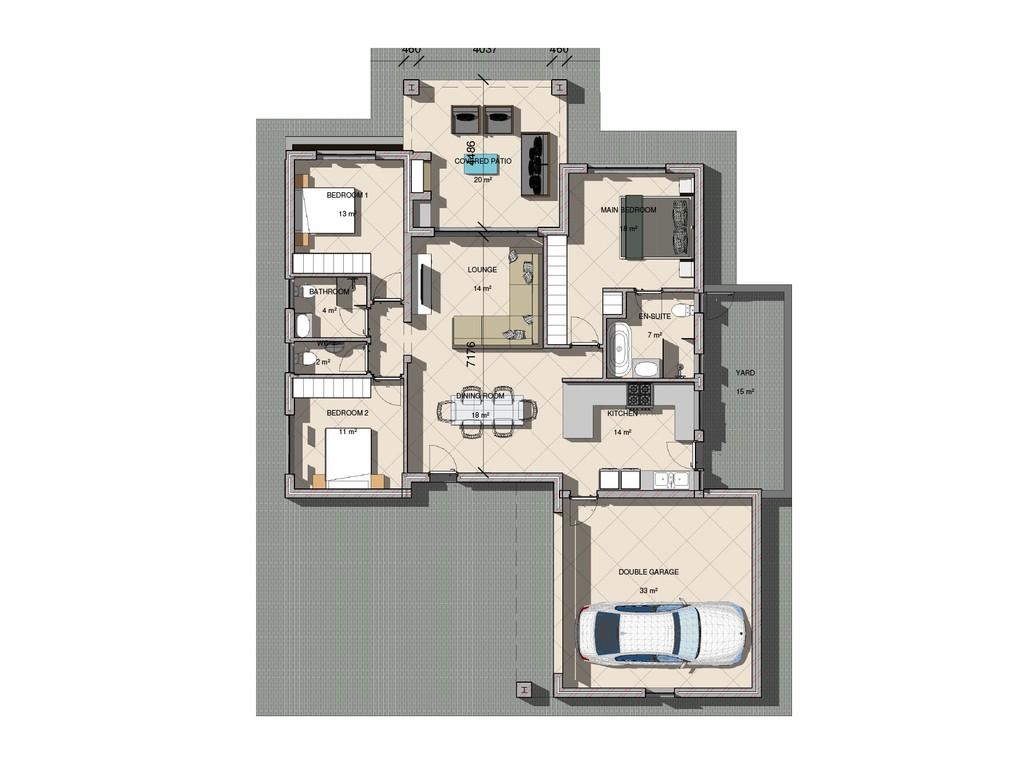 460 4037 460
4486
COVERED PATIO
20 m²
BEDROOM 1
13 m²
MAIN BEDROOM
18 m²
LOUNGE
14 m²
BATHROOM
4 m²
EN-SUITE
7 m²
2 m²
7176
YARD
15 m²
DINING ROOM
18 m²
BEDROOM 2
11 m²
KITCHEN
14 m²
DOUBLE GARAGE
33 m²